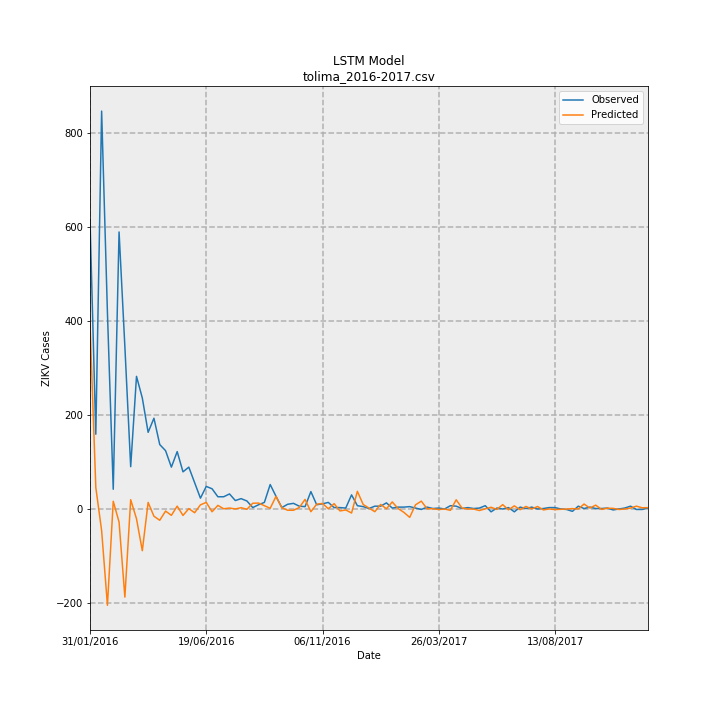 LSTM Model
tolima_2016-2017.csv
Observed
Predicted
800
600
400
200
0
−200
ZIKV Cases
31/01/2016
19/06/2016
06/11/2016
26/03/2017
13/08/2017
Date